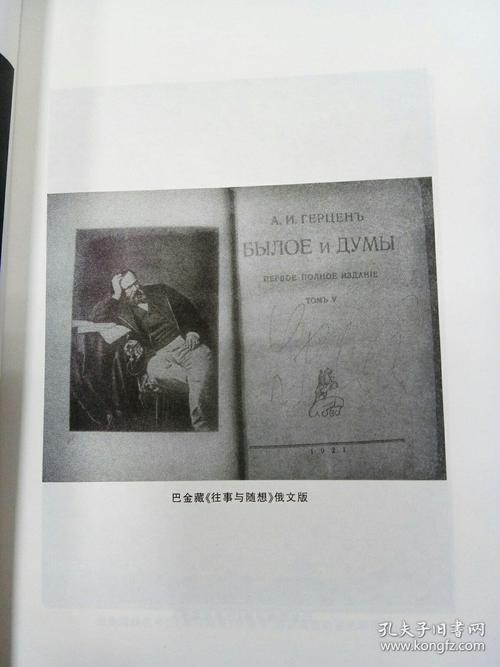 А. И. ГЕРЦЕНЪ
БЫЛОЕ и ДУМЫ
ПЕРВОЕ ПОЛНОЕ ИЗДАНІЕ
ТОМЪ V
СЛОВО
1921
巴金藏《往事与随想》俄文版
孔夫子旧书网
www.kongfz.com